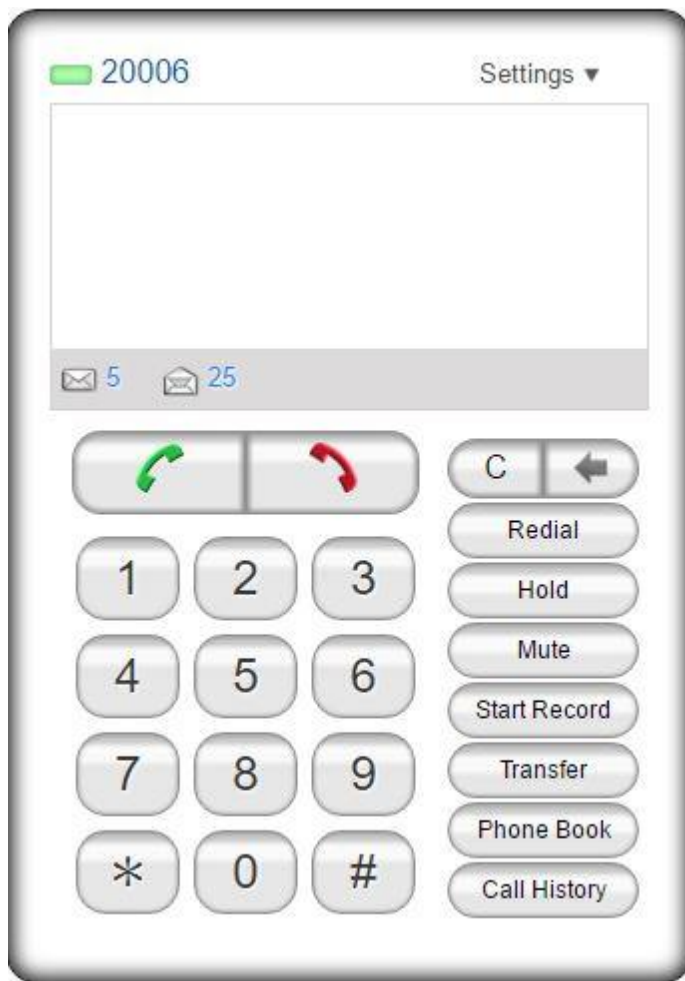 20006 Settings ▼
5 25
C
Redial
1 2 3
Hold
Mute
4 5 6
Start Record
7 8 9
Transfer
Phone Book
* 0 #
Call History